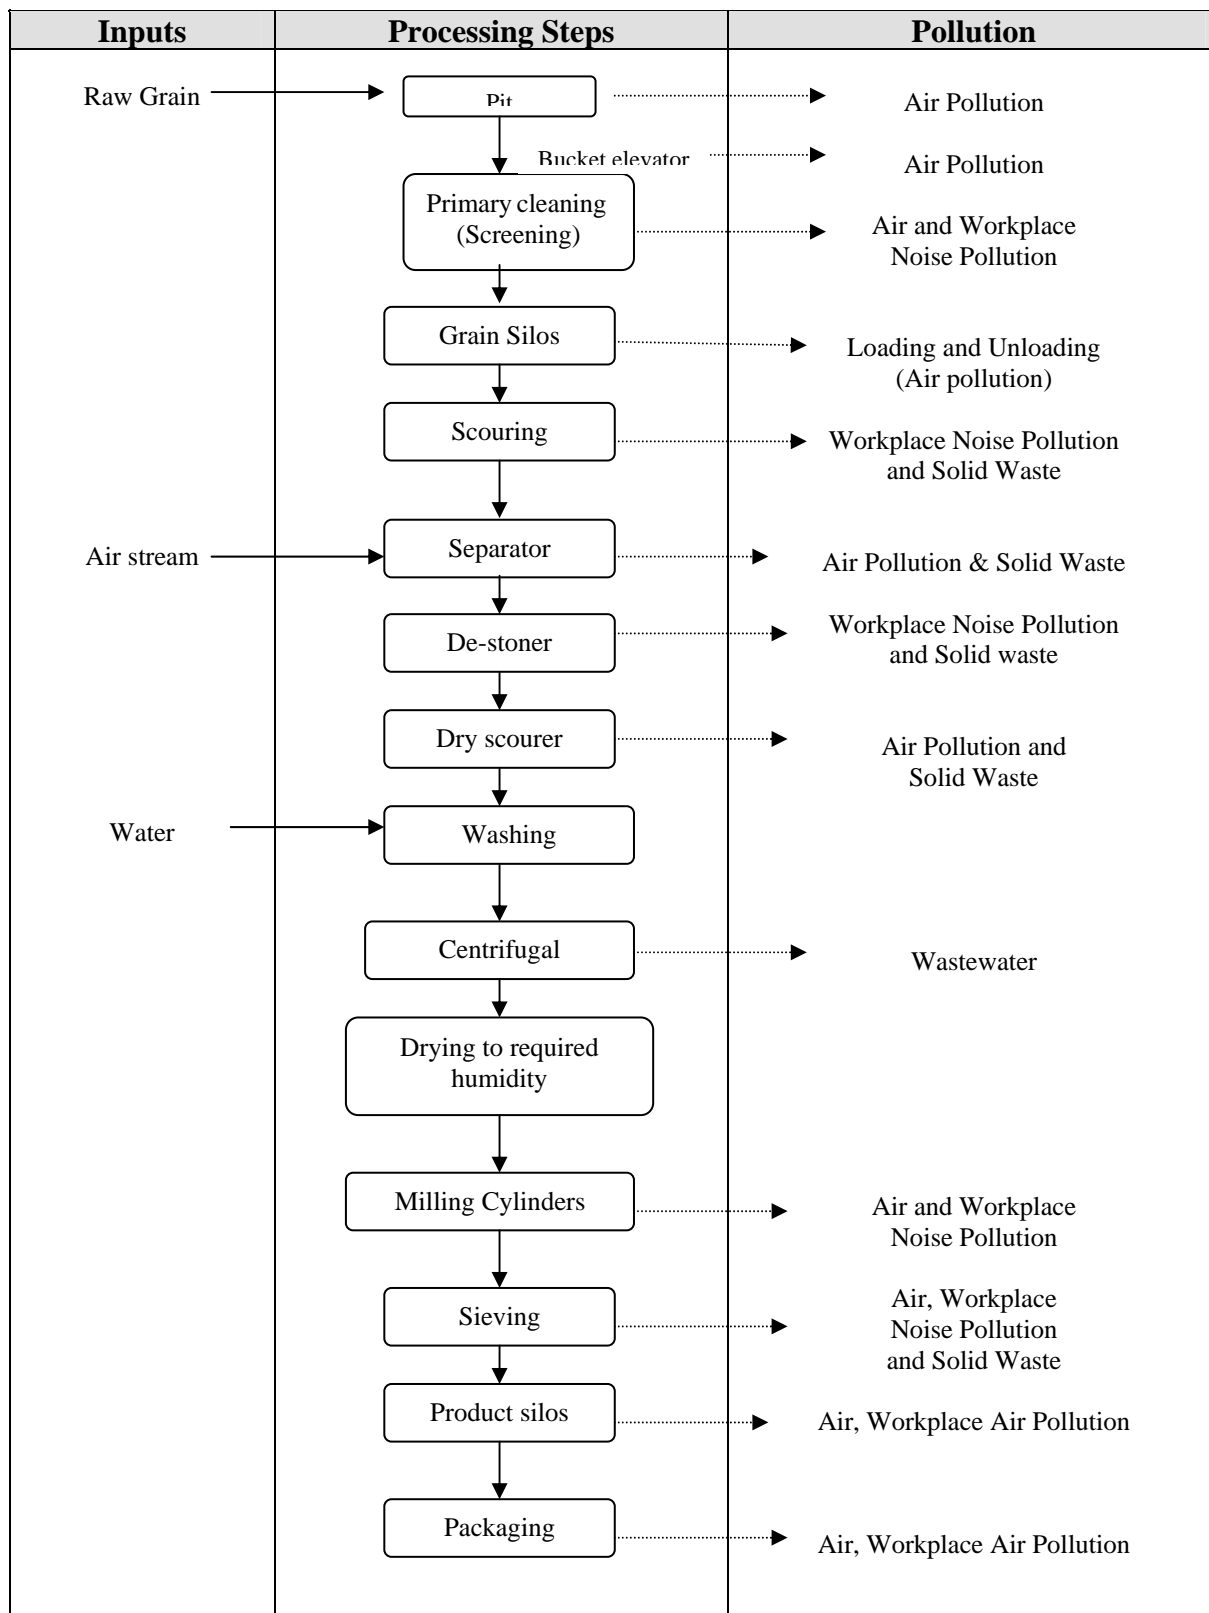 Inputs
Processing Steps
Pollution
Raw Grain
Pit
Air Pollution
Bucket elevator
Air Pollution
Primary cleaning
(Screening)
Air and Workplace
Noise Pollution
Grain Silos
Loading and Unloading
(Air pollution)
Scouring
Workplace Noise Pollution
and Solid Waste
Air stream
Separator
Air Pollution & Solid Waste
De-stoner
Workplace Noise Pollution
and Solid waste
Dry scourer
Air Pollution and
Solid Waste
Water
Washing
Centrifugal
Wastewater
Drying to required
humidity
Milling Cylinders
Air and Workplace
Noise Pollution
Sieving
Air, Workplace
Noise Pollution
and Solid Waste
Product silos
Air, Workplace Air Pollution
Packaging
Air, Workplace Air Pollution